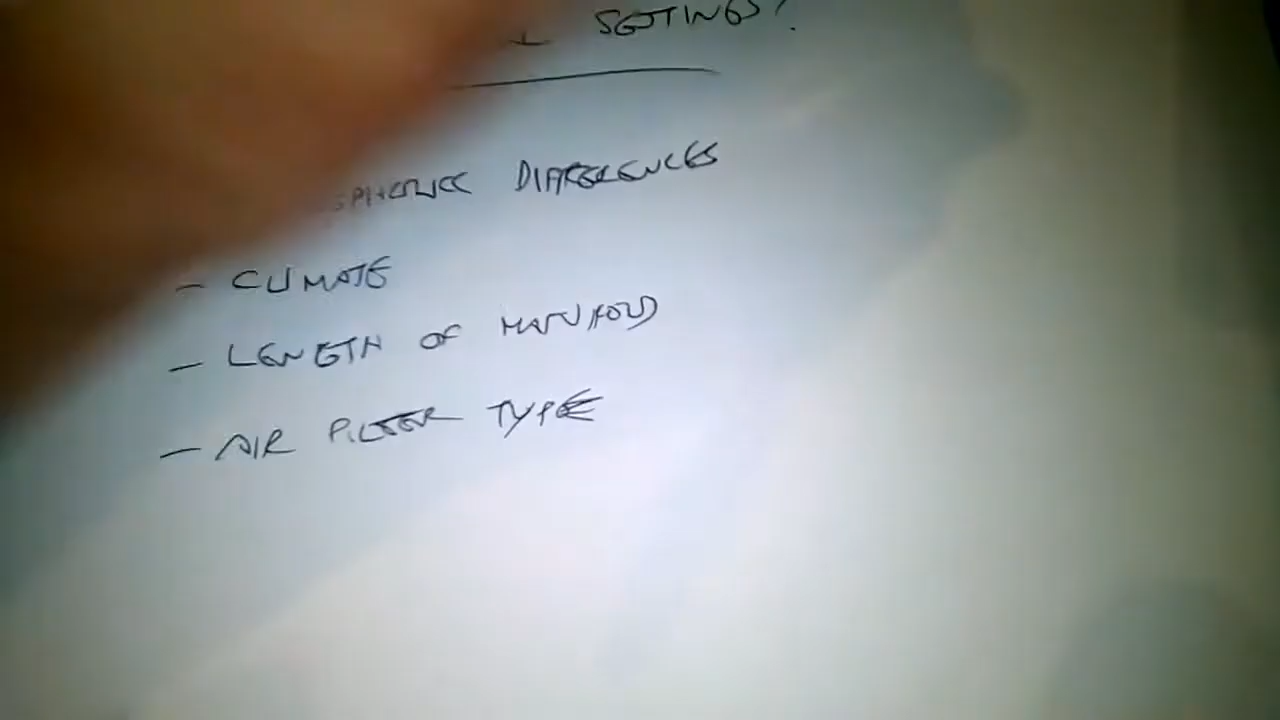 SETTINGS?
DIFFERENCES
- CLIMATE
- LENGTH OF MANIFOLD
- AIR FILTER TYPE